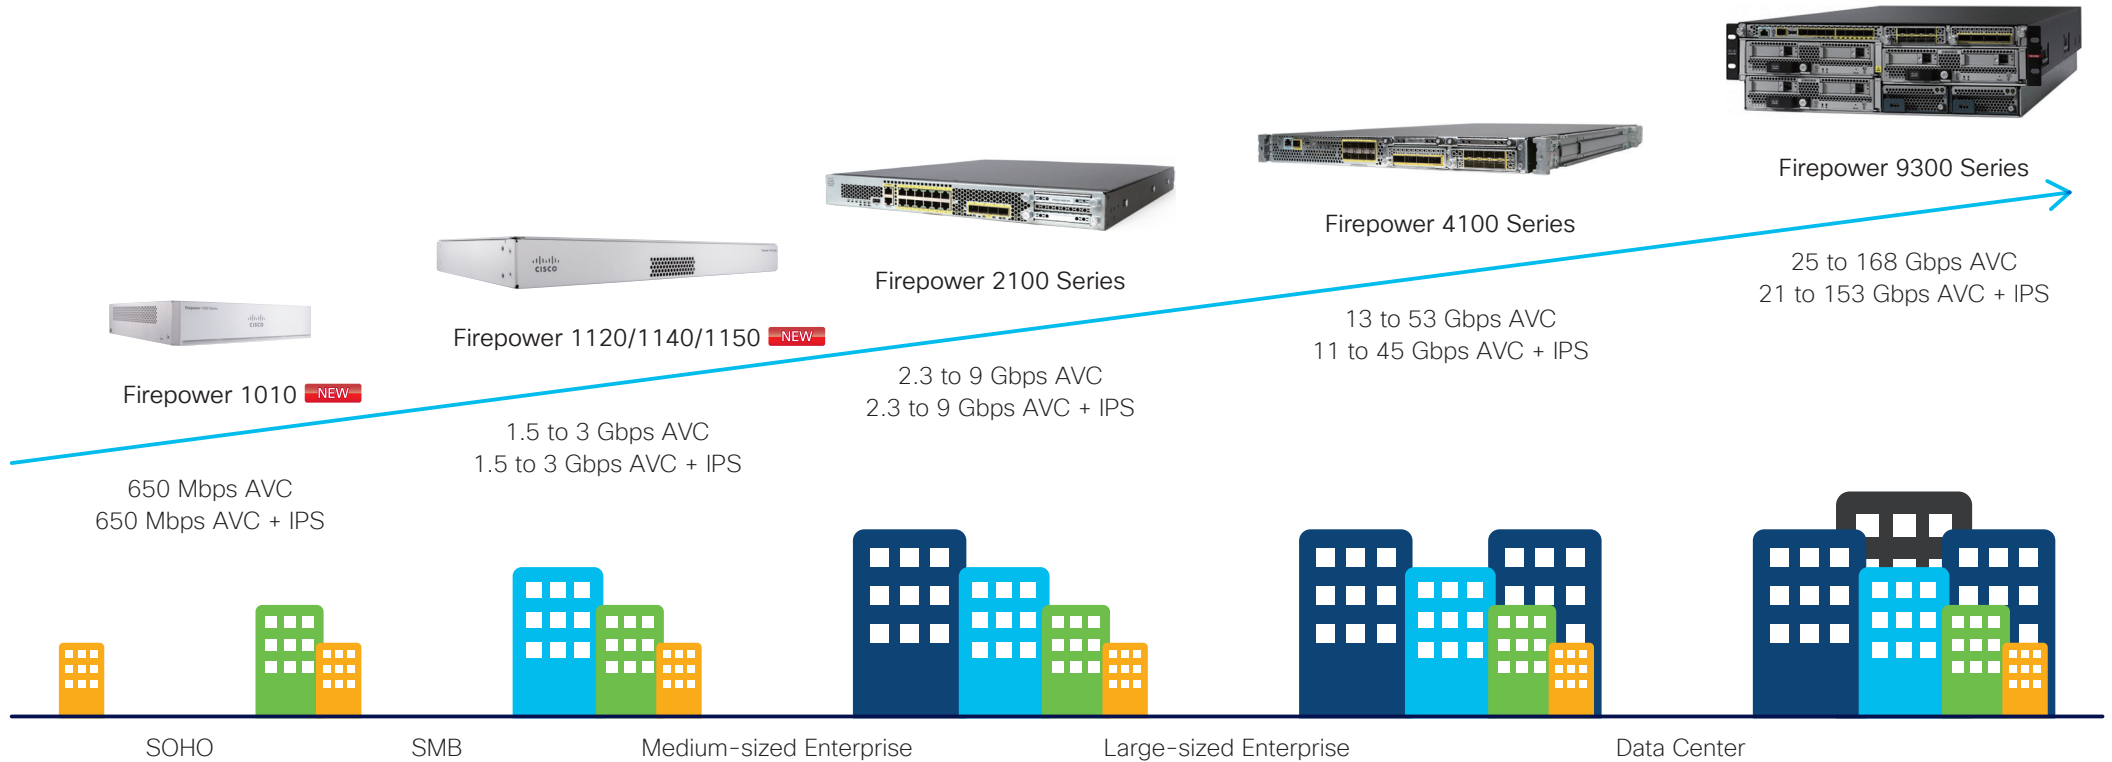 Firepower 9300 Series
25 to 168 Gbps AVC
21 to 153 Gbps AVC + IPS
Firepower 4100 Series
13 to 53 Gbps AVC
11 to 45 Gbps AVC + IPS
Firepower 2100 Series
2.3 to 9 Gbps AVC
2.3 to 9 Gbps AVC + IPS
CISCO
Firepower 1120/1140/1150 NEW
1.5 to 3 Gbps AVC
1.5 to 3 Gbps AVC + IPS
CISCO
Firepower 1010 NEW
650 Mbps AVC
650 Mbps AVC + IPS
SOHO
SMB
Medium-sized Enterprise
Large-sized Enterprise
Data Center